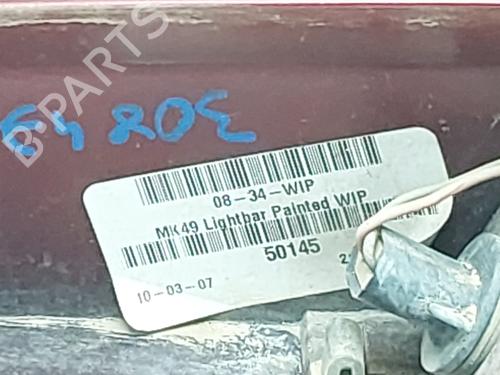 B-PARTS
08-34-WIP
MK49 Lightbar Painted WIP
50145
10-03-07